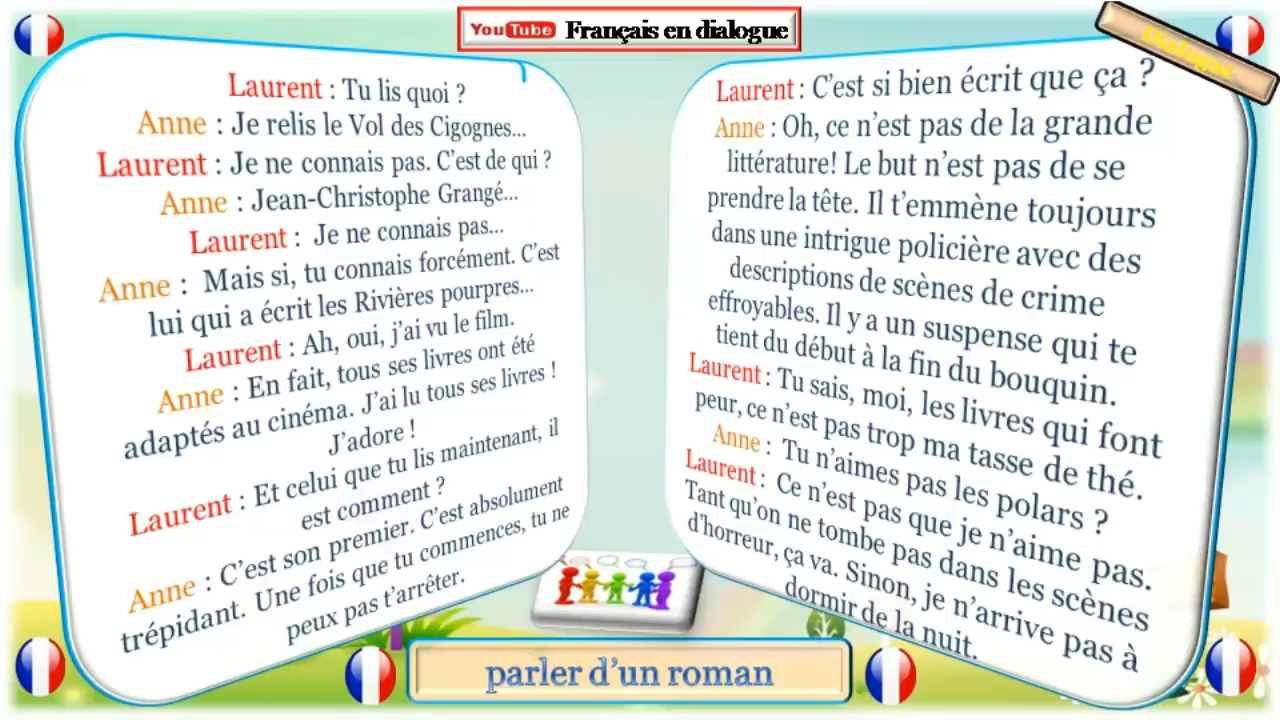 YouTube Français en dialogue
Dialogue
Laurent : Tu lis quoi ?
Anne : Je relis le Vol des Cigognes...
Laurent : Je ne connais pas. C'est de qui ?
Anne : Jean-Christophe Grangé...
Laurent : Je ne connais pas...
Anne : Mais si, tu connais forcément. C'est
lui qui a écrit les Rivières pourpres...
Laurent : Ah, oui, j'ai vu le film.
Anne : En fait, tous ses livres ont été
adaptés au cinéma. J'ai lu tous ses livres !
J'adore !
Laurent : Et celui que tu lis maintenant, il
est comment ?
Anne : C'est son premier. C'est absolument
trépidant. Une fois que tu commences, tu ne
peux pas t'arrêter.
Laurent : C'est si bien écrit que ça ?
Anne : Oh, ce n'est pas de la grande
littérature! Le but n'est pas de se
prendre la tête. Il t'emmène toujours
dans une intrigue policière avec des
descriptions de scènes de crime
effroyables. Il y a un suspense qui te
tient du début à la fin du bouquin.
Laurent : Tu sais, moi, les livres qui font
peur, ce n'est pas trop ma tasse de thé.
Anne : Tu n'aimes pas les polars ?
Laurent : Ce n'est pas que je n'aime pas.
Tant qu'on ne tombe pas dans les scènes
d'horreur, ça va. Sinon, je n'arrive pas à
dormir de la nuit.
parler d'un roman